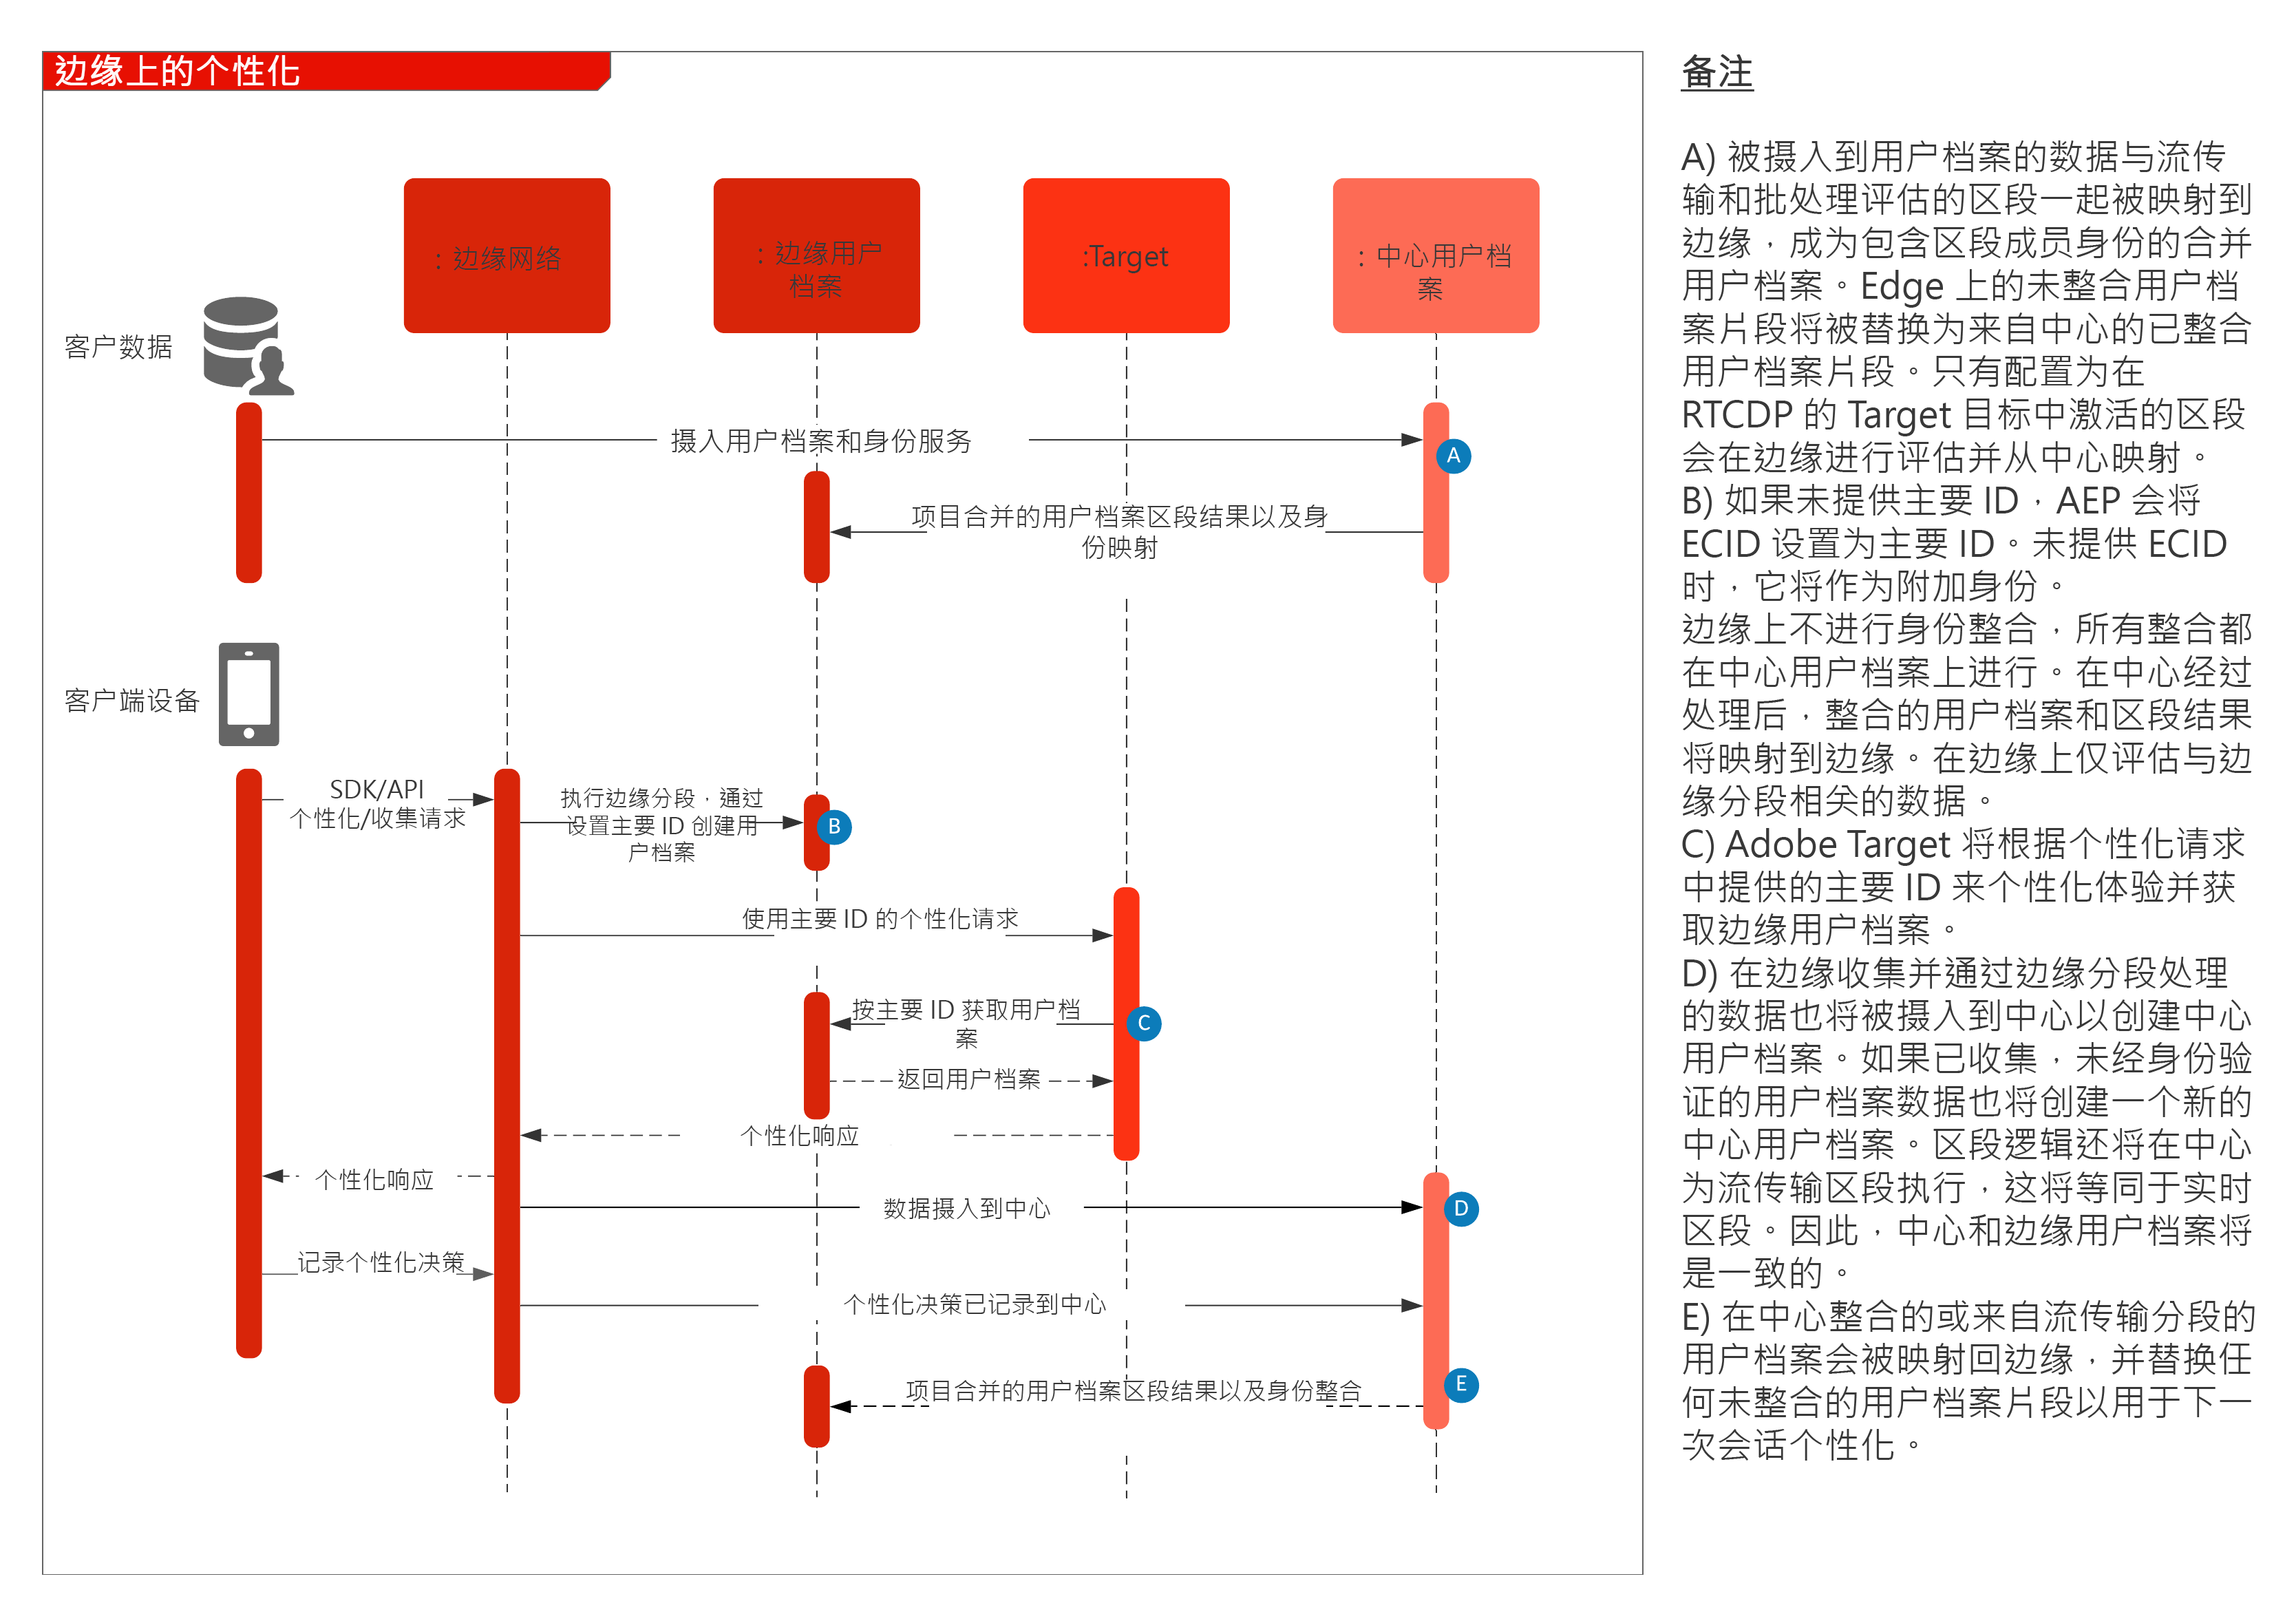 边缘上的个性化
：边缘网络
：边缘用户
档案
:Target
：中心用户档
案
客户数据
摄入用户档案和身份服务
A
项目合并的用户档案区段结果以及身
份映射
客户端设备
SDK/API
个性化/收集请求
执行边缘分段，通过
设置主要 ID 创建用
户档案
B
使用主要 ID 的个性化请求
按主要 ID 获取用户档
案
C
返回用户档案
个性化响应
个性化响应
数据摄入到中心
D
记录个性化决策
个性化决策已记录到中心
项目合并的用户档案区段结果以及身份整合
E
备注
A) 被摄入到用户档案的数据与流传
输和批处理评估的区段一起被映射到
边缘，成为包含区段成员身份的合并
用户档案。Edge 上的未整合用户档
案片段将被替换为来自中心的已整合
用户档案片段。只有配置为在
RTCDP 的 Target 目标中激活的区段
会在边缘进行评估并从中心映射。
B) 如果未提供主要 ID，AEP 会将
ECID 设置为主要 ID。未提供 ECID
时，它将作为附加身份。
边缘上不进行身份整合，所有整合都
在中心用户档案上进行。在中心经过
处理后，整合的用户档案和区段结果
将映射到边缘。在边缘上仅评估与边
缘分段相关的数据。
C) Adobe Target 将根据个性化请求
中提供的主要 ID 来个性化体验并获
取边缘用户档案。
D) 在边缘收集并通过边缘分段处理
的数据也将被摄入到中心以创建中心
用户档案。如果已收集，未经身份验
证的用户档案数据也将创建一个新的
中心用户档案。区段逻辑还将在中心
为流传输区段执行，这将等同于实时
区段。因此，中心和边缘用户档案将
是一致的。
E) 在中心整合的或来自流传输分段的
用户档案会被映射回边缘，并替换任
何未整合的用户档案片段以用于下一
次会话个性化。